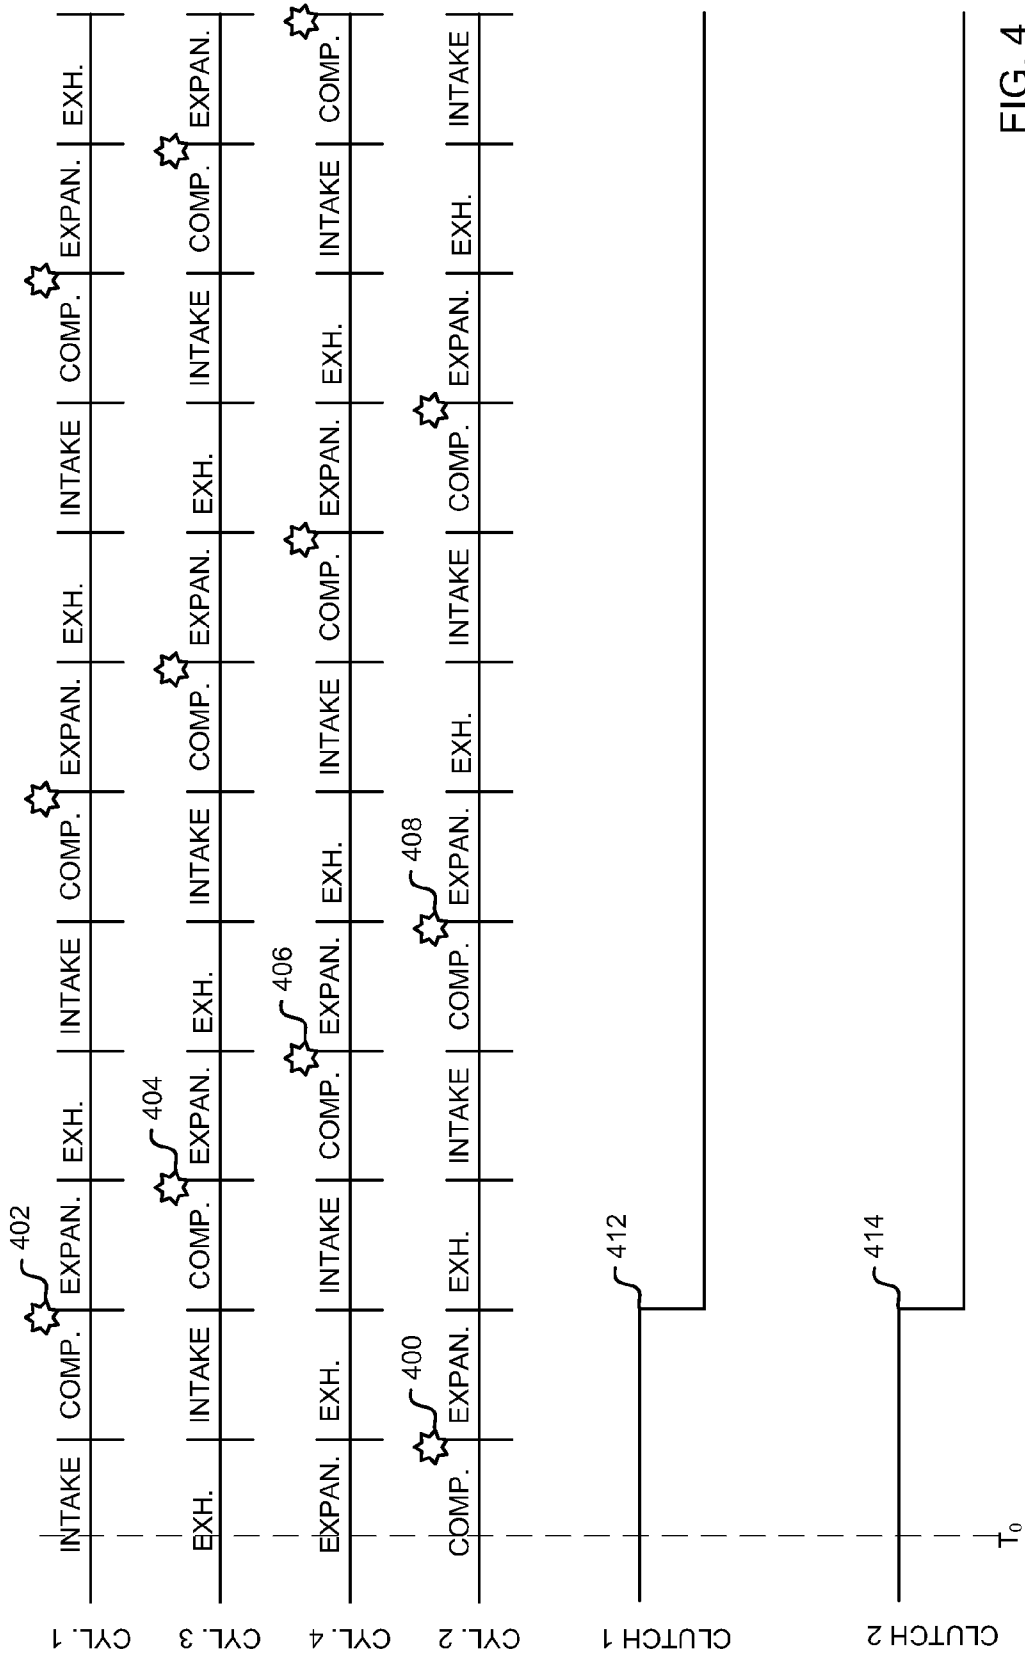 402
CYL. 1 INTAKE COMP. EXPAN. EXH. INTAKE COMP. EXPAN. EXH. INTAKE COMP. EXPAN. EXH.
404
CYL. 3 EXH. INTAKE COMP. EXPAN. EXH. INTAKE COMP. EXPAN. EXH. INTAKE COMP. EXPAN.
406
CYL. 4 EXPAN. EXH. INTAKE COMP. EXPAN. EXH. INTAKE COMP. EXPAN. EXH. INTAKE COMP.
400 408
CYL. 2 COMP. EXPAN. EXH. INTAKE COMP. EXPAN. EXH. INTAKE COMP. EXPAN. EXH. INTAKE
412
CLUTCH 1
414
CLUTCH 2
T0
FIG. 4